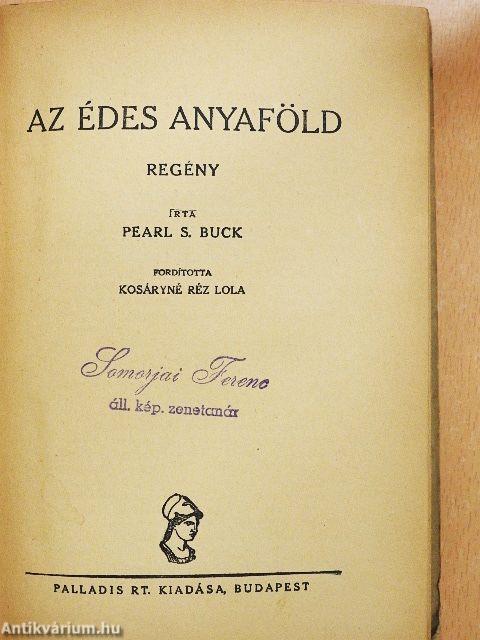 AZ ÉDES ANYAFÖLD
REGÉNY
ÍRTA
PEARL S. BUCK
FORDÍTOTTA
KOSÁRYNÉ RÉZ LOLA
Somorjai Ferenc
áll. kép. zenetanár
PALLADIS RT. KIADÁSA, BUDAPEST
Antikvárium.hu